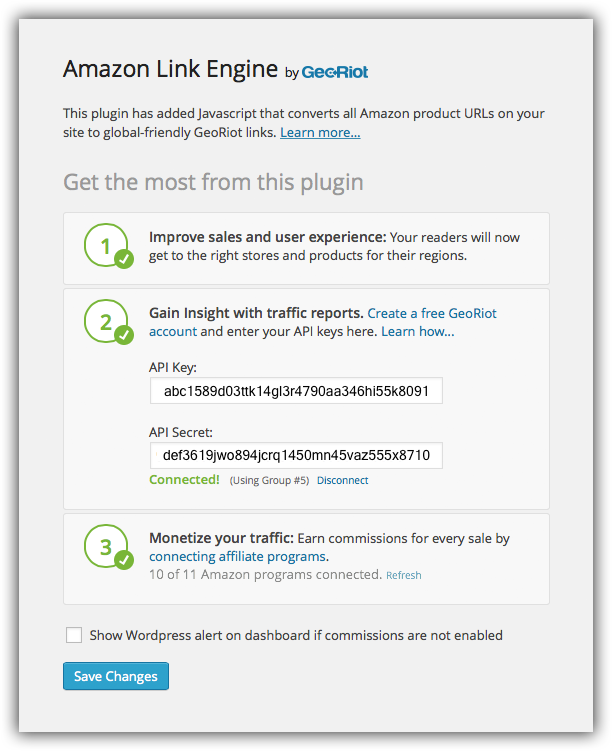 Amazon Link Engine by GeoRiot
This plugin has added Javascript that converts all Amazon product URLs on your
site to global-friendly GeoRiot links. Learn more...
Get the most from this plugin
1
Improve sales and user experience: Your readers will now
get to the right stores and products for their regions.
2
Gain Insight with traffic reports. Create a free GeoRiot
account and enter your API keys here. Learn how...
API Key:
abc1589d03ttk14gl3r4790aa346hi55k8091
API Secret:
def3619jwo894jcrq1450mn45vaz555x8710
Connected! (Using Group #5) Disconnect
3
Monetize your traffic: Earn commissions for every sale by
connecting affiliate programs.
10 of 11 Amazon programs connected. Refresh
Show Wordpress alert on dashboard if commissions are not enabled
Save Changes